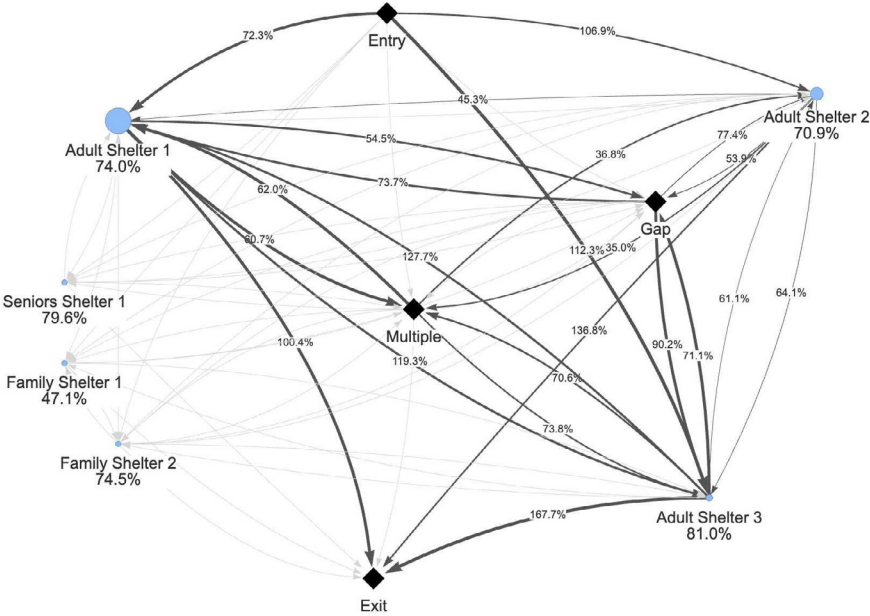 Entry
72.3%
106.9%
45.3%
Adult Shelter 2
70.9%
Adult Shelter 1
74.0%
54.5%
77.4%
36.8%
53.9%
73.7%
62.0%
Gap
60.7%
112.3%
35.0%
127.7%
Seniors Shelter 1
79.6%
61.1%
64.1%
Multiple
136.8%
100.4%
90.2%
71.1%
119.3%
70.6%
Family Shelter 1
47.1%
73.8%
Family Shelter 2
74.5%
167.7%
Adult Shelter 3
81.0%
Exit